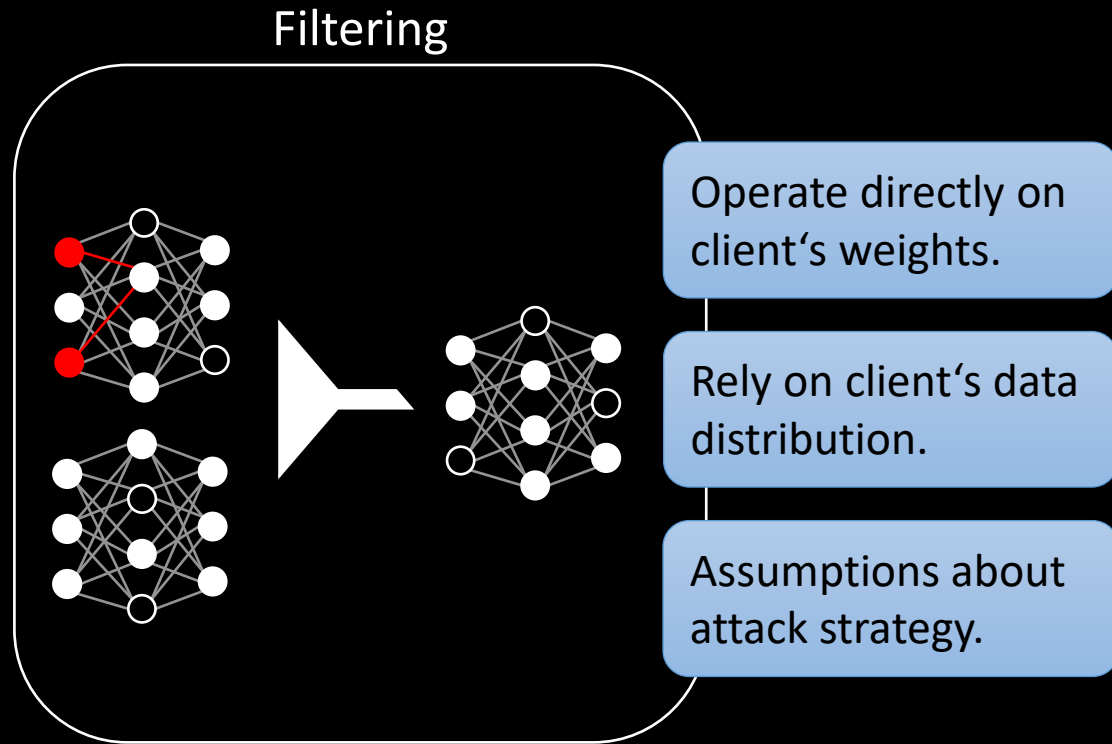 Filtering
Operate directly on
client‘s weights.
Rely on client‘s data
distribution.
Assumptions about
attack strategy.